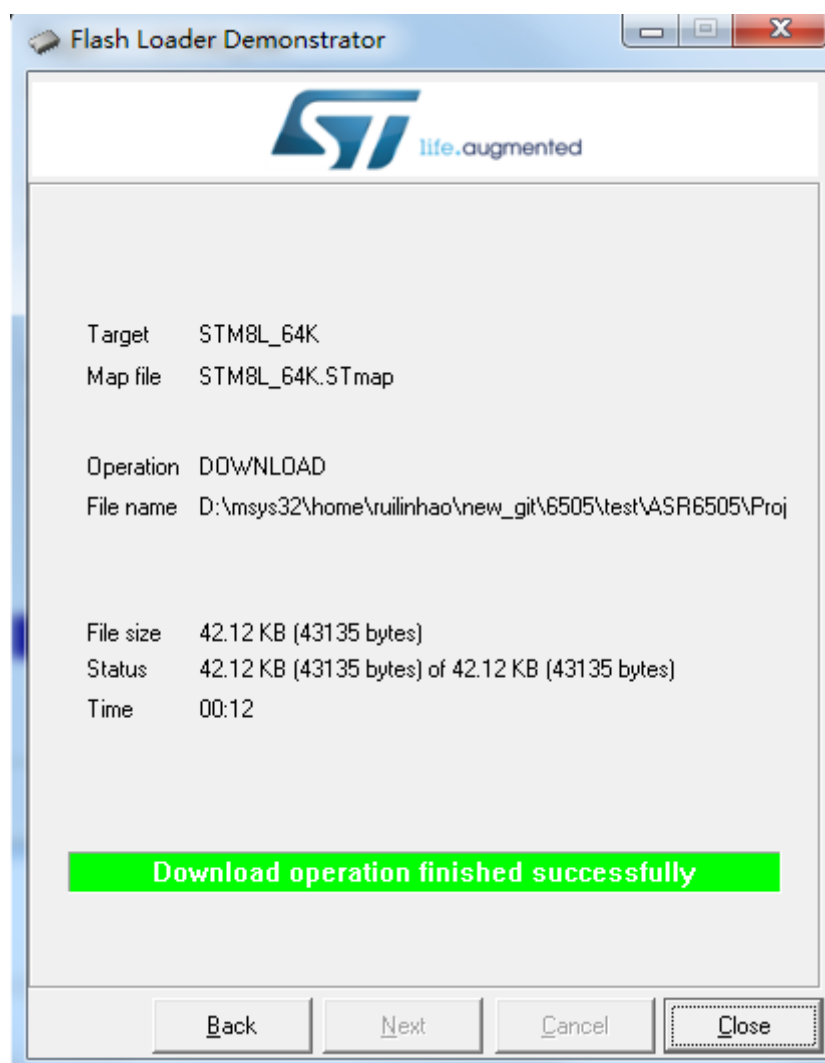 Flash Loader Demonstrator
ST life.augmented
Target STM8L_64K
Map file STM8L_64K.STmap
Operation DOWNLOAD
File name D:\msys32\home\ruilinhao\new_git\6505\test\ASR6505\Proj
File size 42.12 KB (43135 bytes)
Status 42.12 KB (43135 bytes) of 42.12 KB (43135 bytes)
Time 00:12
Download operation finished successfully
Back Next Cancel Close